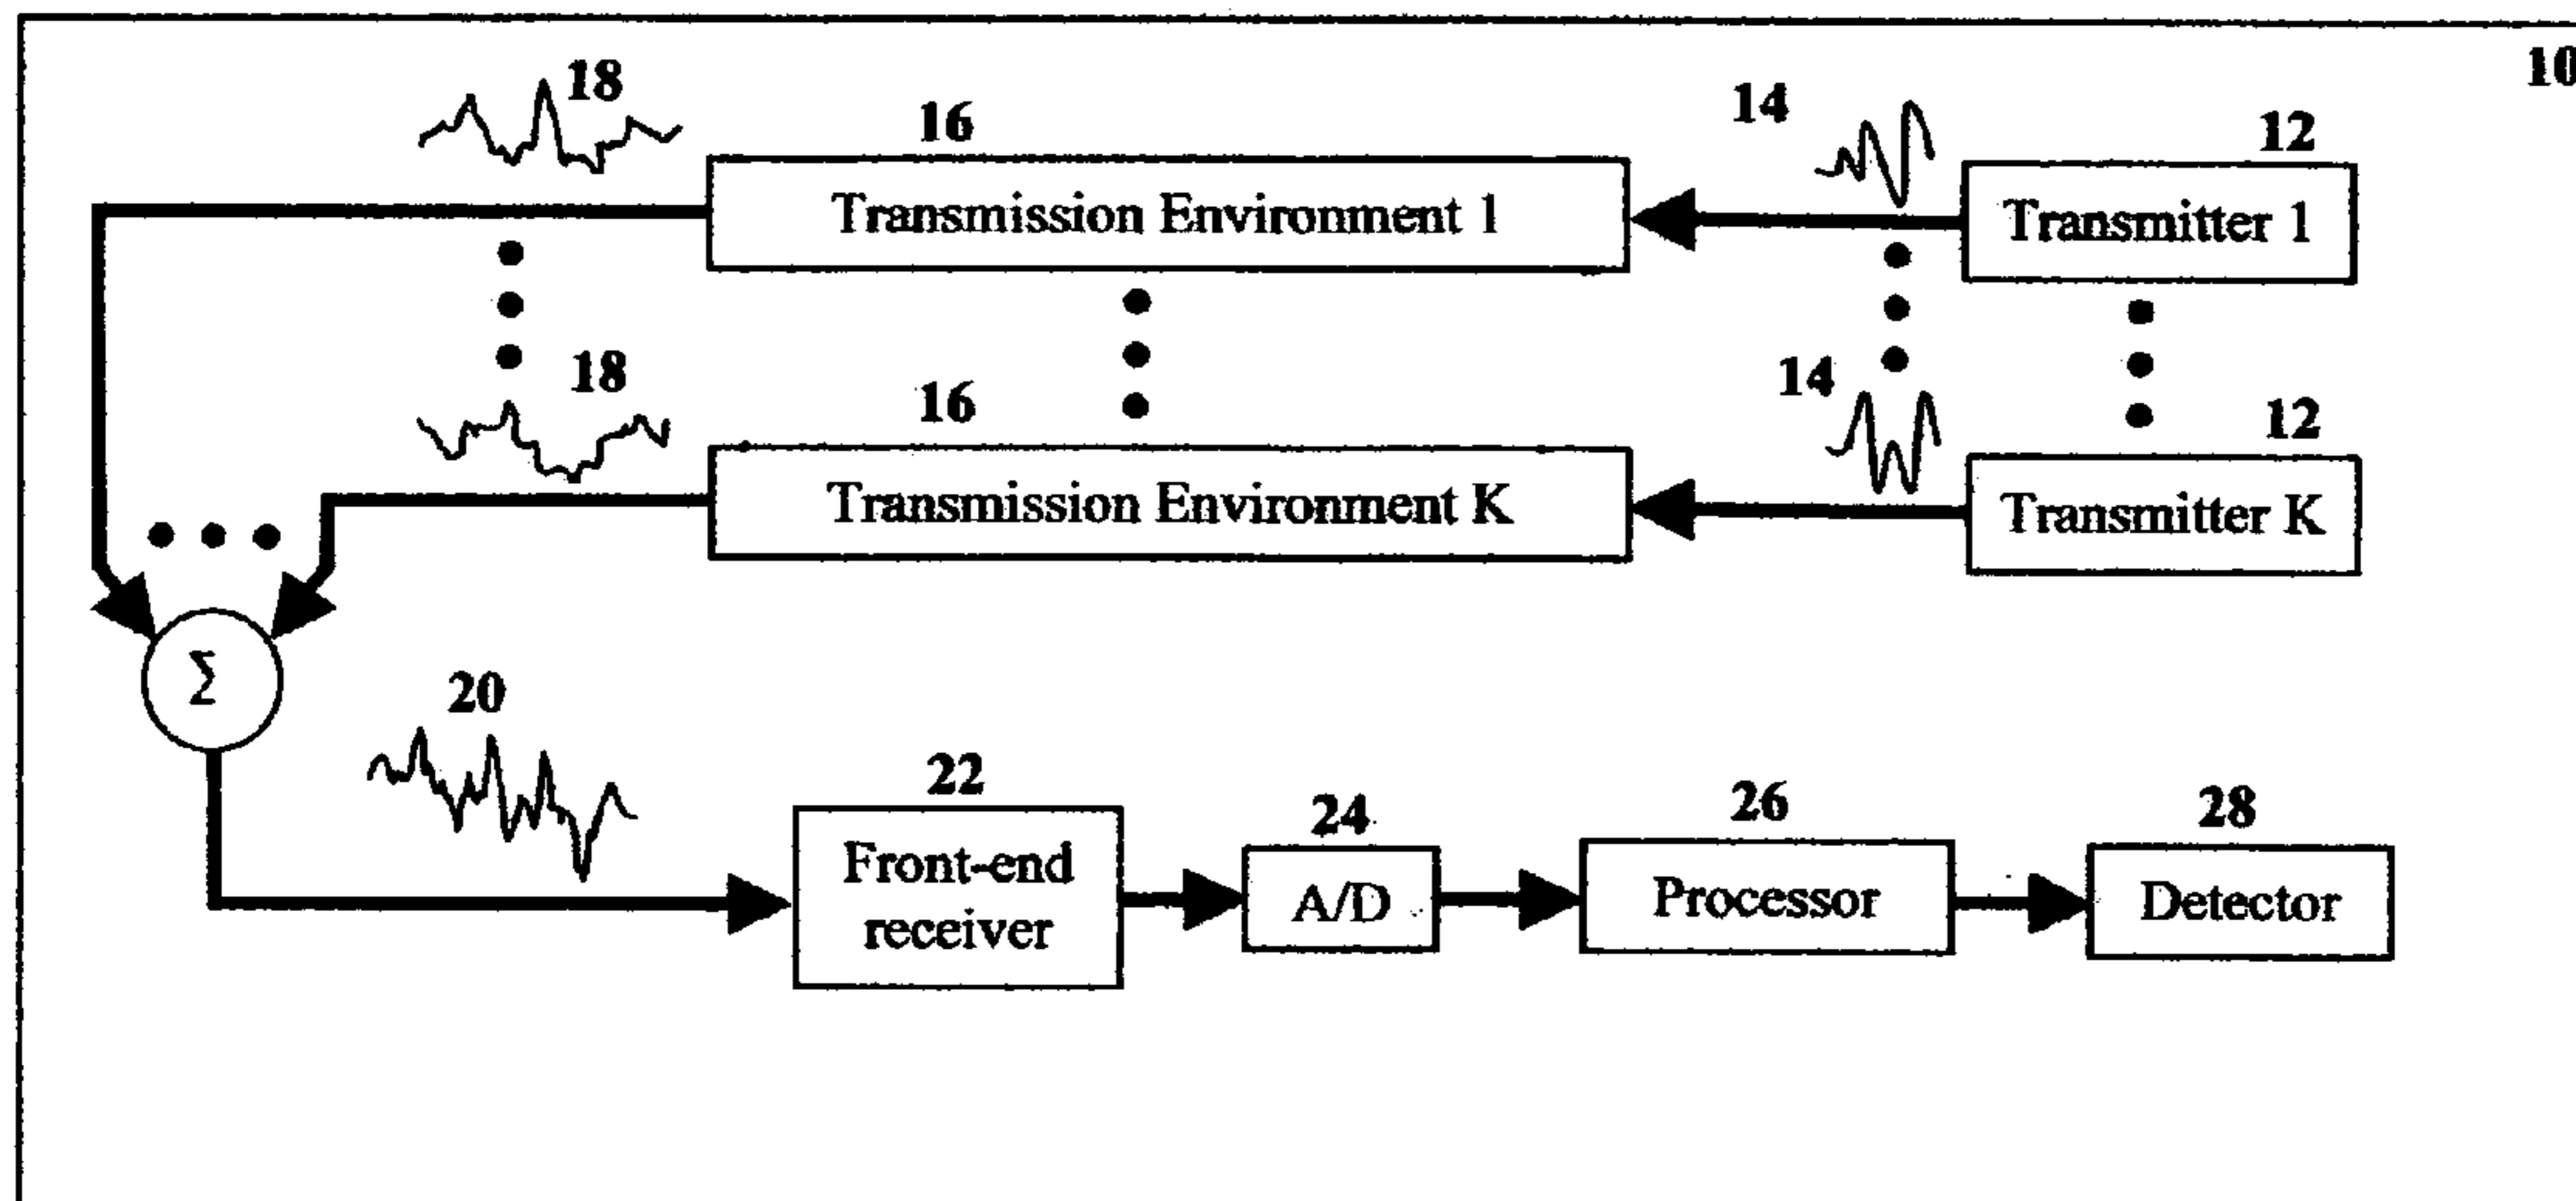 10
18
16
14
12
Transmission Environment 1
Transmitter 1
18
16
14
12
Transmission Environment K
Transmitter K
Σ
20
22
24
26
28
Front-end
receiver
A/D
Processor
Detector